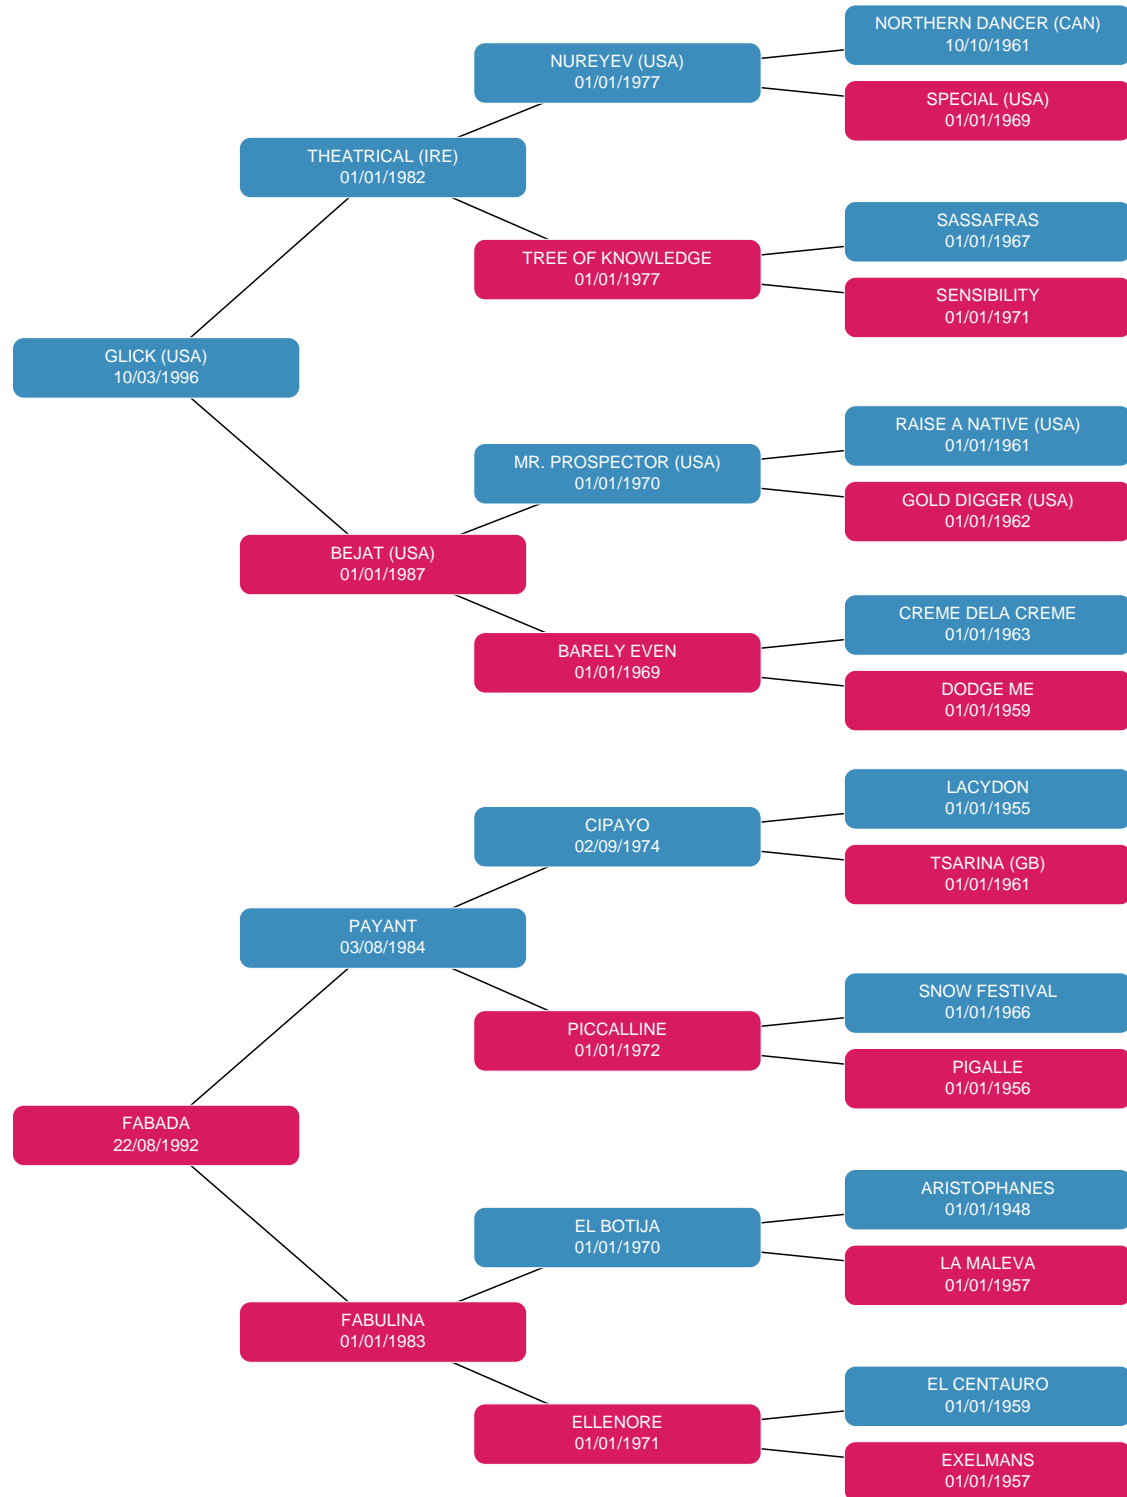 NORTHERN DANCER (CAN)
10/10/1961
NUREYEV (USA)
01/01/1977
SPECIAL (USA)
01/01/1969
THEATRICAL (IRE)
01/01/1982
SASSAFRAS
01/01/1967
TREE OF KNOWLEDGE
01/01/1977
SENSIBILITY
01/01/1971
GLICK (USA)
10/03/1996
RAISE A NATIVE (USA)
01/01/1961
MR. PROSPECTOR (USA)
01/01/1970
GOLD DIGGER (USA)
01/01/1962
BEJAT (USA)
01/01/1987
CREME DELA CREME
01/01/1963
BARELY EVEN
01/01/1969
DODGE ME
01/01/1959
LACYDON
01/01/1955
CIPAYO
02/09/1974
TSARINA (GB)
01/01/1961
PAYANT
03/08/1984
SNOW FESTIVAL
01/01/1966
PICCALLINE
01/01/1972
PIGALLE
01/01/1956
FABADA
22/08/1992
ARISTOPHANES
01/01/1948
EL BOTIJA
01/01/1970
LA MALEVA
01/01/1957
FABULINA
01/01/1983
EL CENTAURO
01/01/1959
ELLENORE
01/01/1971
EXELMANS
01/01/1957